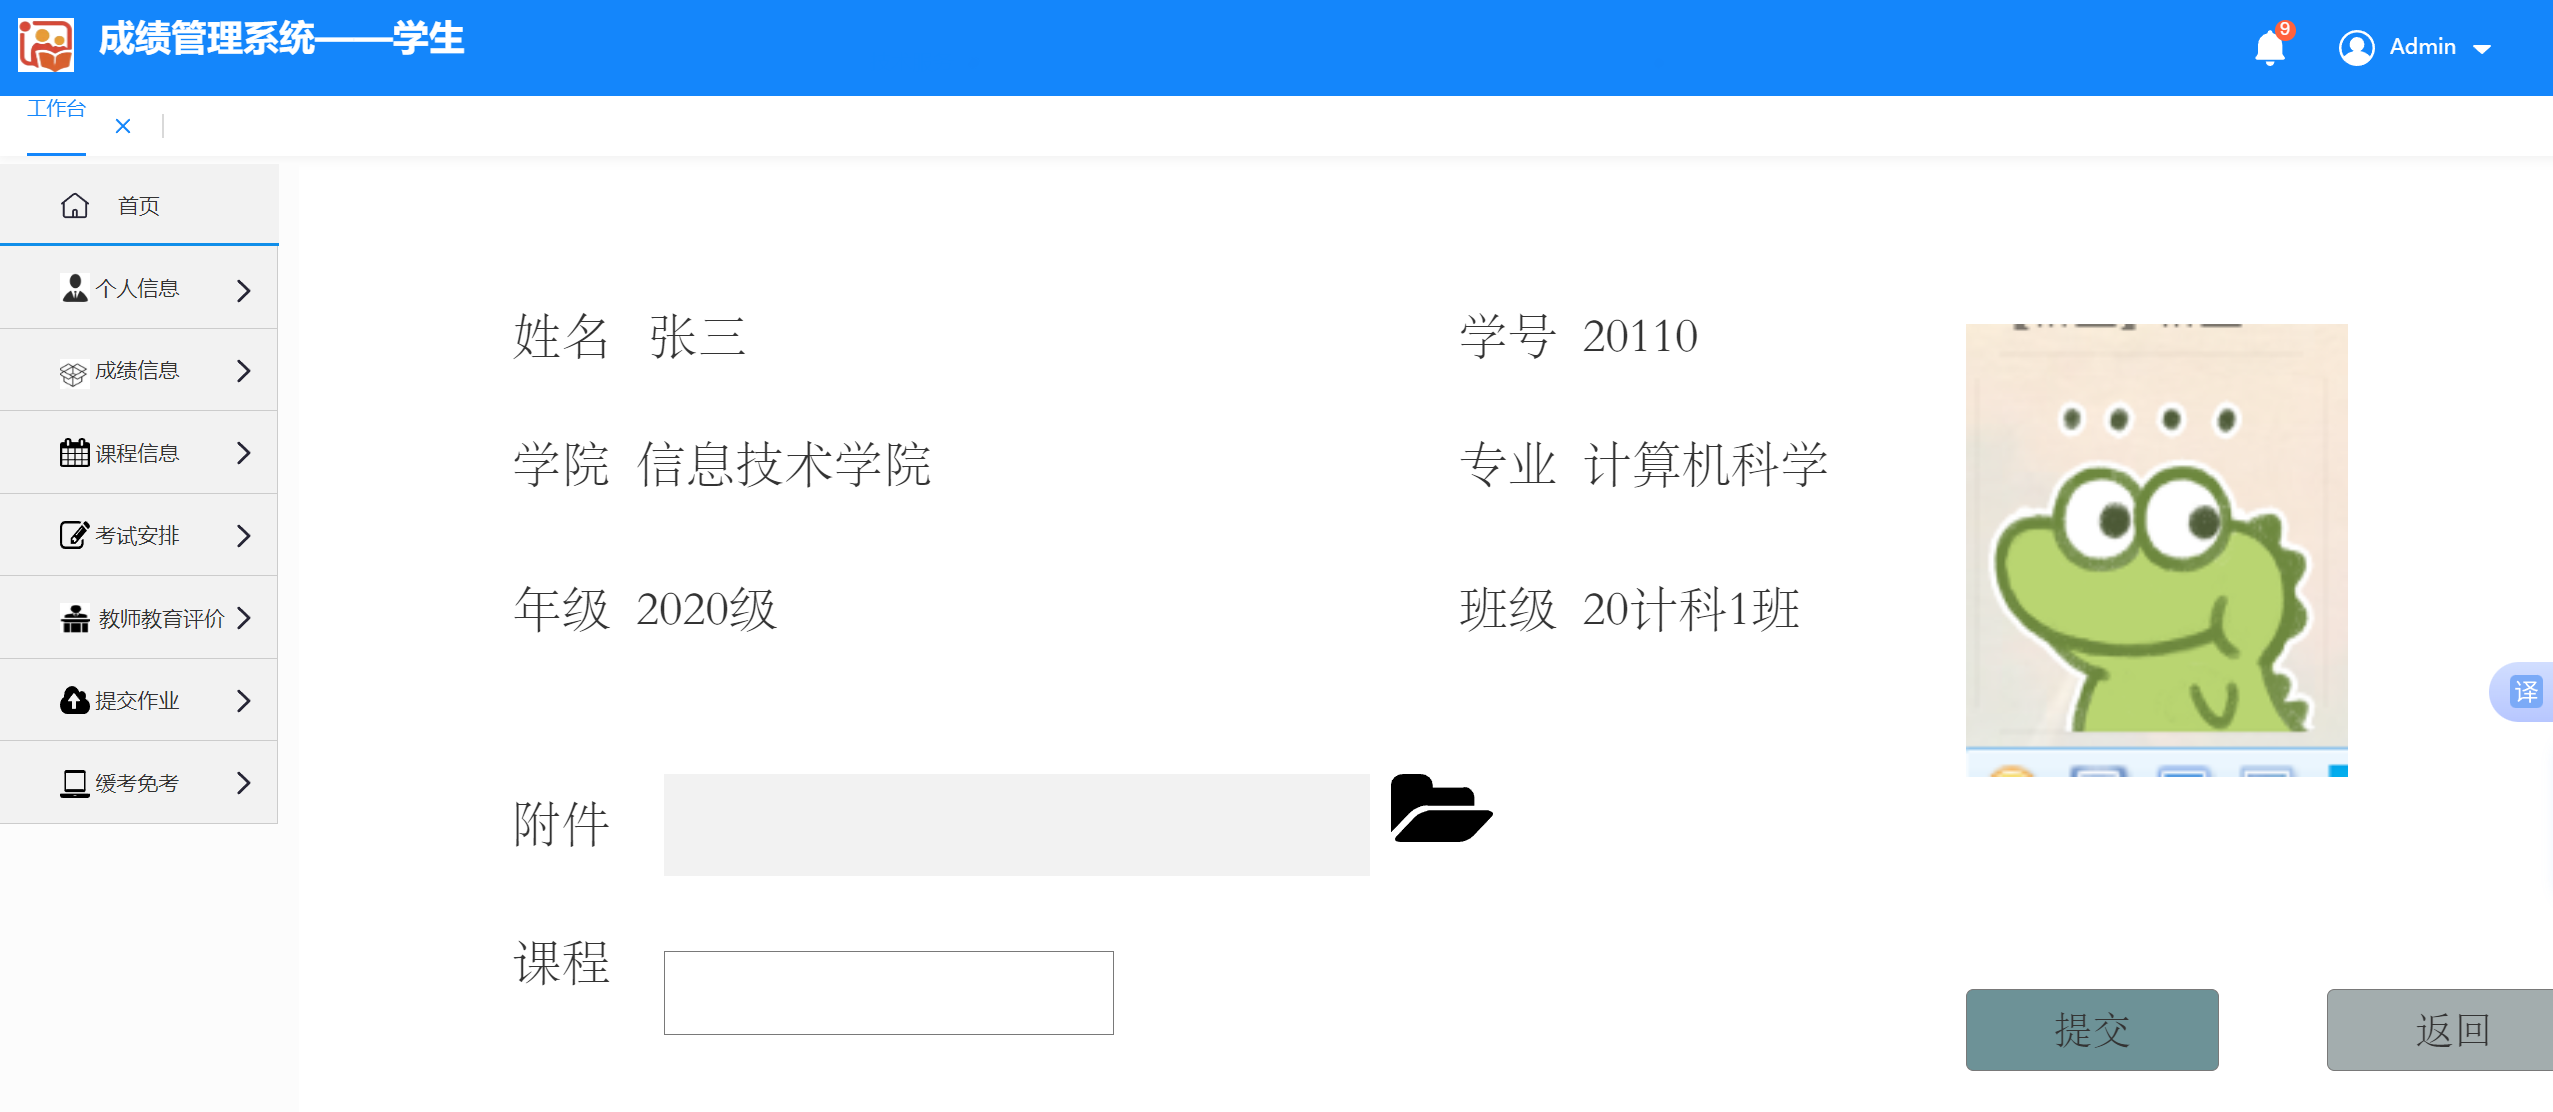 成绩管理系统——学生
9
Admin
工作台
首页
个人信息
成绩信息
课程信息
考试安排
教师教育评价
提交作业
缓考免考
姓名 张三
学号 20110
学院 信息技术学院
专业 计算机科学
年级 2020级
班级 20计科1班
译
附件
课程
提交
返回